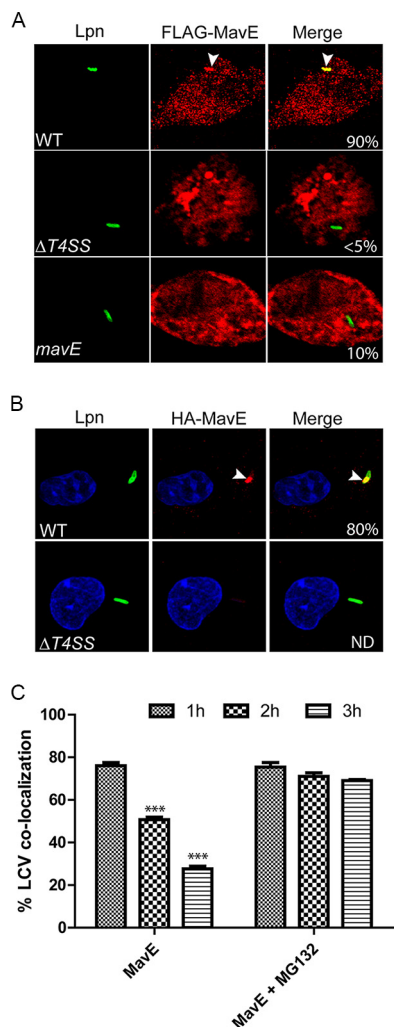 A
Lpn FLAG-MavE Merge
WT 90%
ΔT4SS <5%
mavE 10%
B
Lpn HA-MavE Merge
WT 80%
ΔT4SS ND
C
1h 2h 3h
% LCV co-localization
100
80
60
40
20
0
***
***
MavE
MavE + MG132